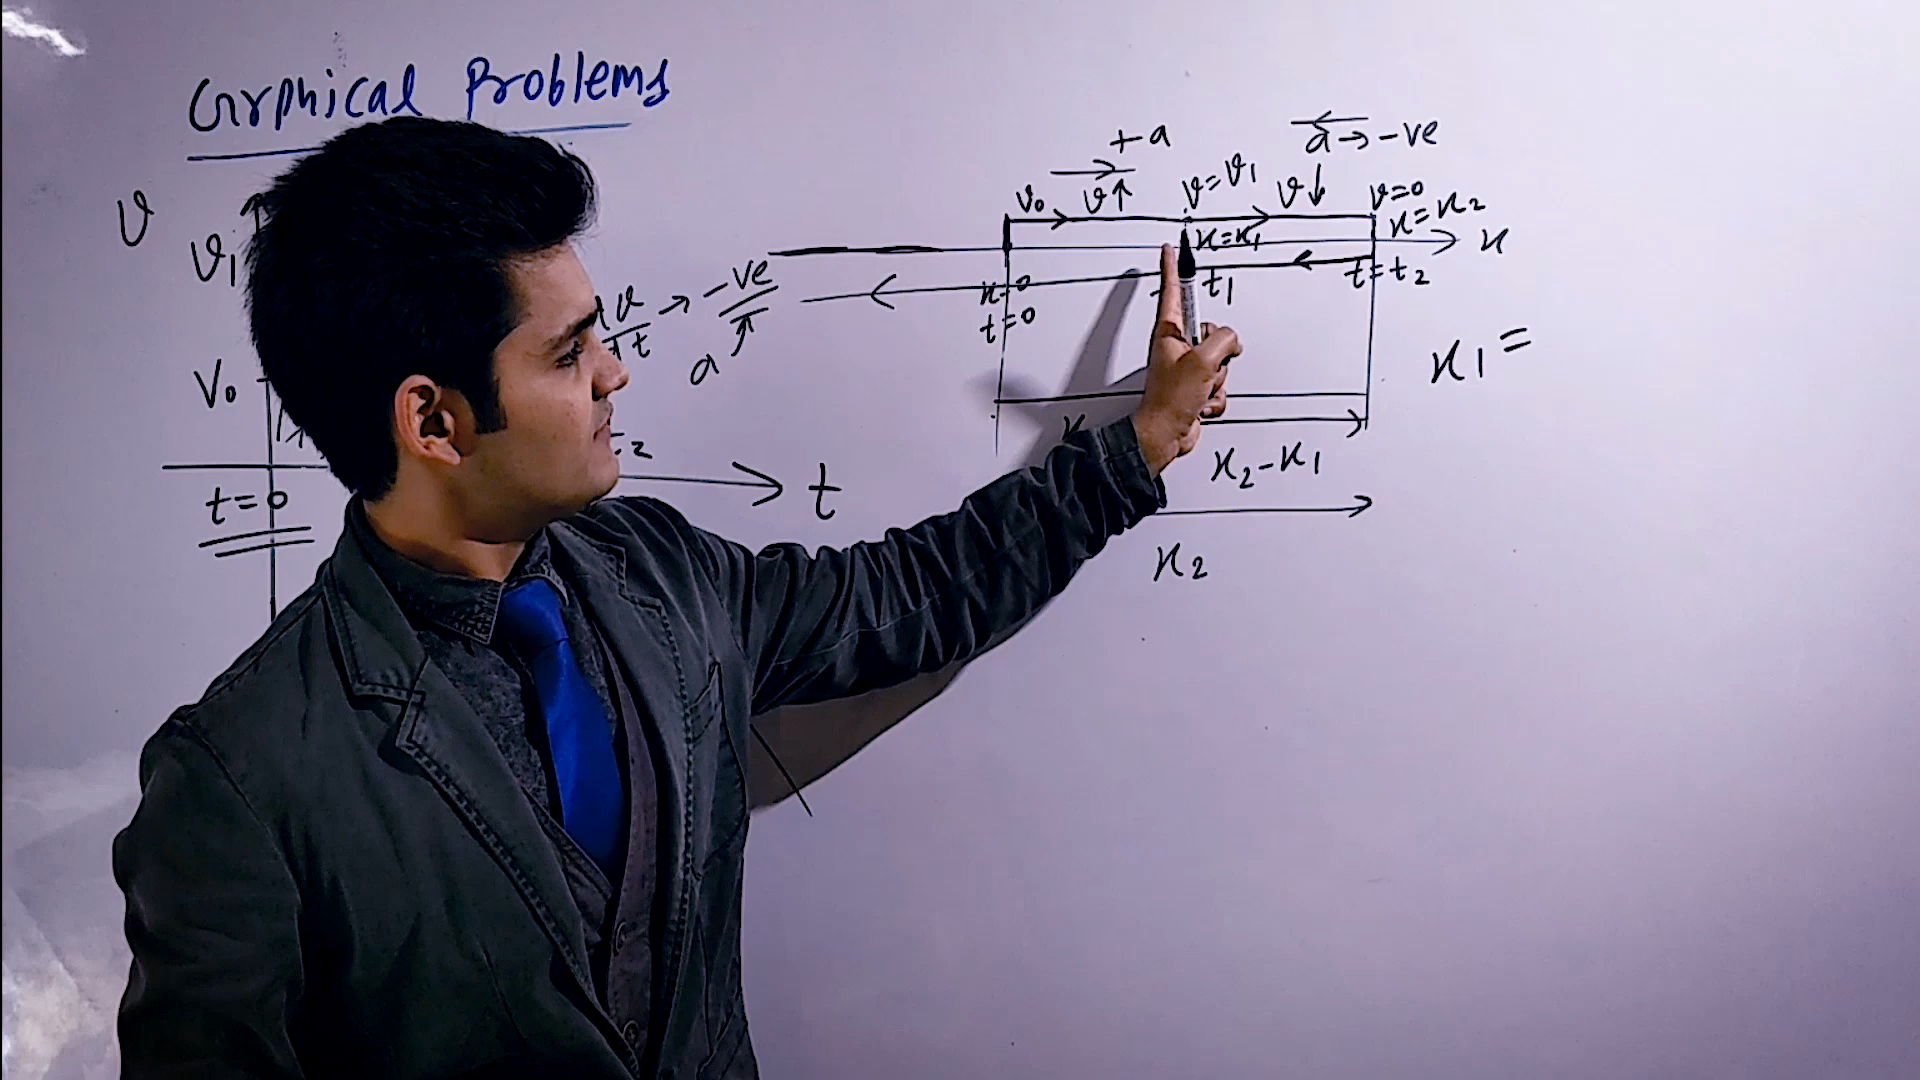 Grphical Problems
v
v₁
V₀
t=0
t
a
-ve
+a
a → -ve
v₀
v↑
v=v₁
v↓
v=0
x=x₂
x=x₁
x
x=0
t=0
t₁
t=t₂
x₁ =
x₂-x₁
x₂